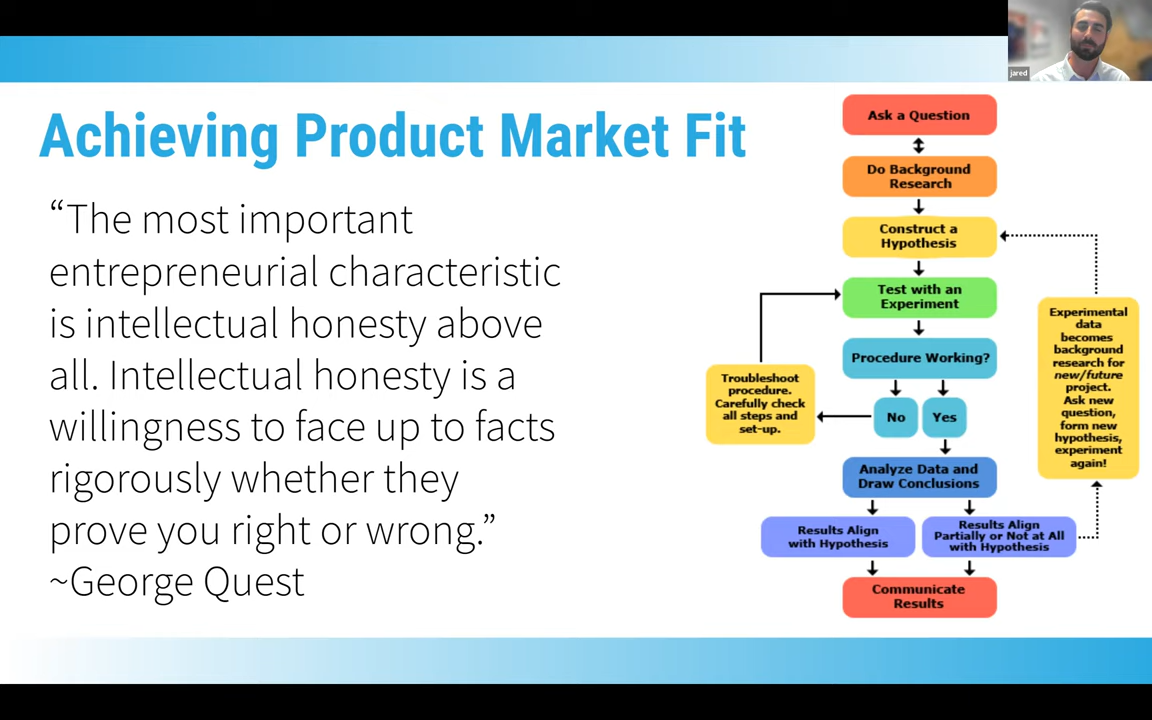 jared
Achieving Product Market Fit
“The most important
entrepreneurial characteristic
is intellectual honesty above
all. Intellectual honesty is a
willingness to face up to facts
rigorously whether they
prove you right or wrong.”
~George Quest
Ask a Question
Do Background
Research
Construct a
Hypothesis
Test with an
Experiment
Procedure Working?
No
Yes
Troubleshoot
procedure.
Carefully check
all steps and
set-up.
Analyze Data and
Draw Conclusions
Results Align
with Hypothesis
Results Align
Partially or Not at All
with Hypothesis
Communicate
Results
Experimental
data
becomes
background
research for
new/future
project.
Ask new
question,
form new
hypothesis,
experiment
again!